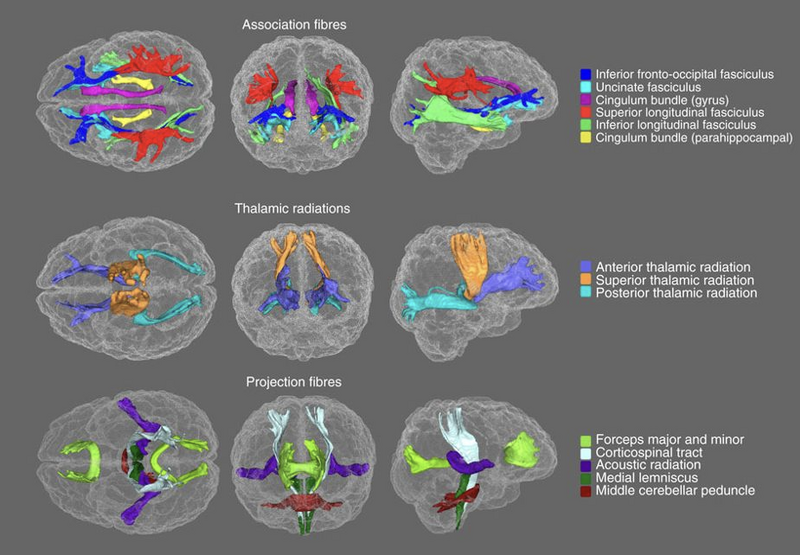 Association fibres
Inferior fronto-occipital fasciculus
Uncinate fasciculus
Cingulum bundle (gyrus)
Superior longitudinal fasciculus
Inferior longitudinal fasciculus
Cingulum bundle (parahippocampal)
Thalamic radiations
Anterior thalamic radiation
Superior thalamic radiation
Posterior thalamic radiation
Projection fibres
Forceps major and minor
Corticospinal tract
Acoustic radiation
Medial lemniscus
Middle cerebellar peduncle